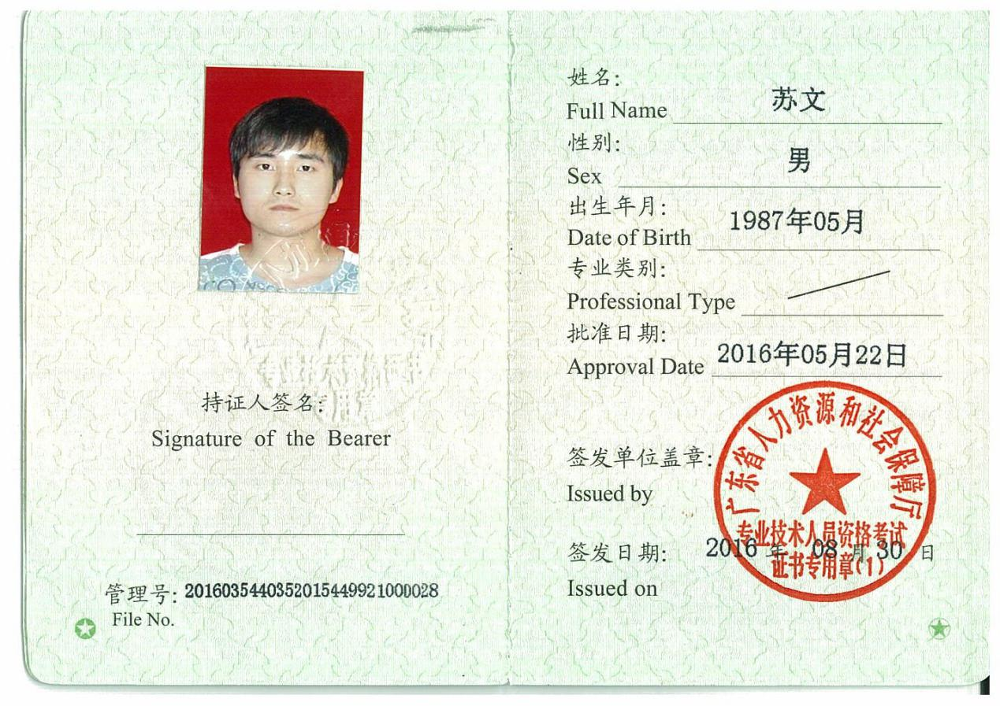 持证人签名:
Signature of the Bearer
管理号: 2016035440352015449921000028
File No.
姓名:
Full Name 苏文
性别:
Sex 男
出生年月:
Date of Birth 1987年05月
专业类别:
Professional Type
批准日期:
Approval Date 2016年05月22日
签发单位盖章:
Issued by
广东省人力资源和社会保障厅
专业技术人员资格考试
证书专用章(1)
签发日期: 2016 年 08 月 30 日
Issued on